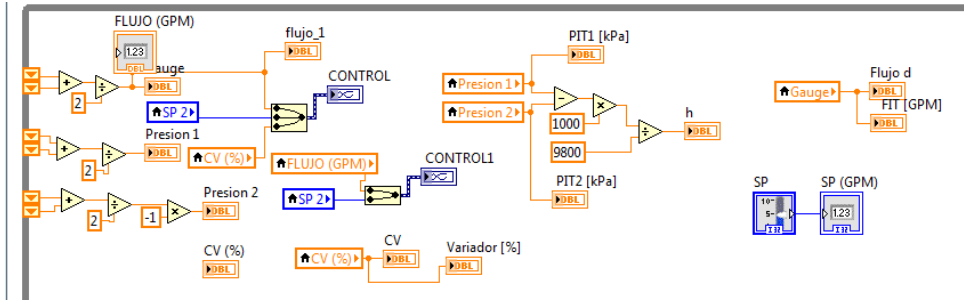 FLUJO (GPM)
1.23
DBL
auge
DBL
2
flujo_1
DBL
CONTROL
SP 2
CV (%)
Presion 1
DBL
2
FLUJO (GPM)
CONTROL1
SP 2
Presion 2
DBL
2
-1
CV (%)
DBL
CV (%)
CV
DBL
Variador [%]
DBL
PIT1 [kPa]
DBL
Presion 1
Presion 2
1000
9800
h
DBL
PIT2 [kPa]
DBL
Gauge
Flujo d
DBL
FIT [GPM]
DBL
SP
10-
5-
I32
SP (GPM)
1.23
I32